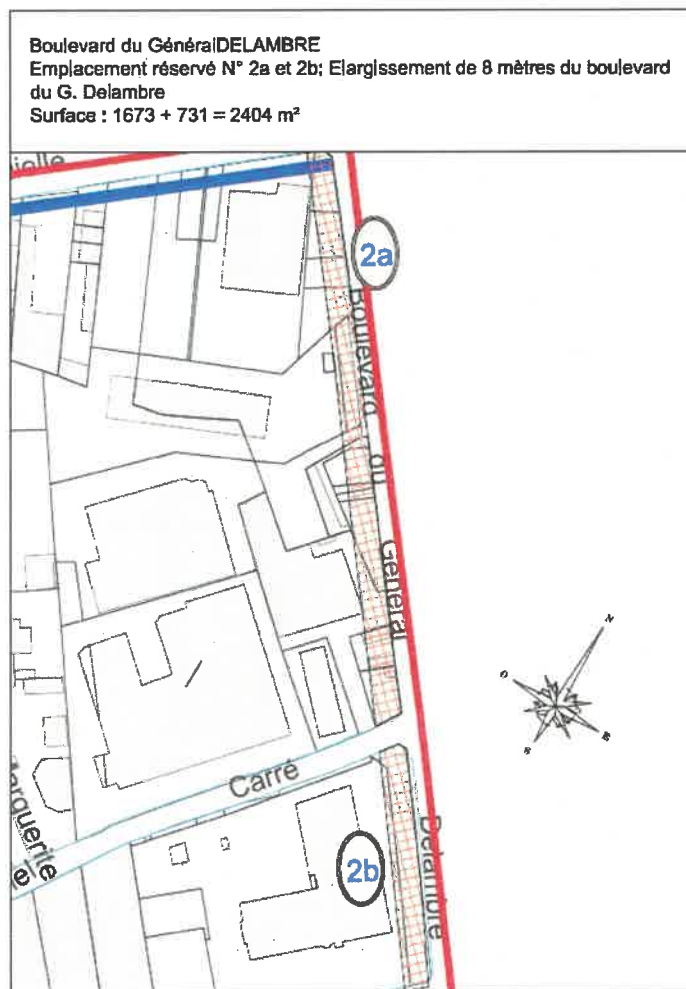 Boulevard du GénéralDELAMBRE
Emplacement réservé N° 2a et 2b; Elargissement de 8 mètres du boulevard
du G. Delambre
Surface : 1673 + 731 = 2404 m²
2a
Boulevard du Général Delambre
N
O
E
S
Carré
Marguerite
2b